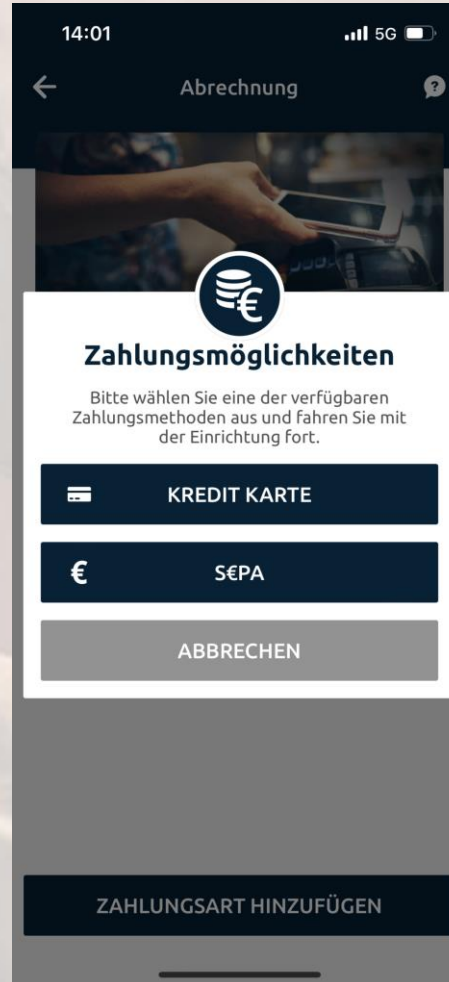 14:01
5G
Abrechnung
?
€
Zahlungsmöglichkeiten
Bitte wählen Sie eine der verfügbaren
Zahlungsmethoden aus und fahren Sie mit
der Einrichtung fort.
KREDIT KARTE
€ S€PA
ABBRECHEN
ZAHLUNGSART HINZUFÜGEN